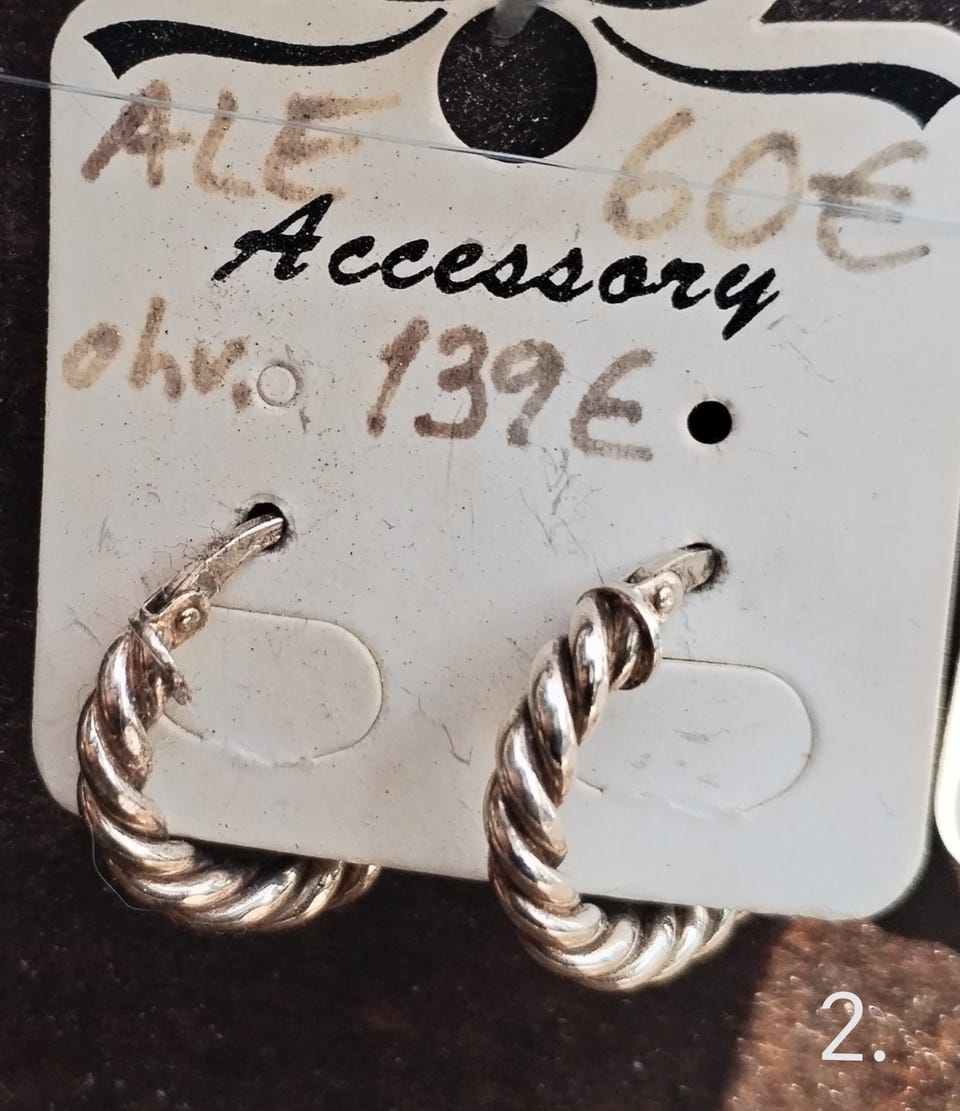 ALE 60€
Accessory
ohv. 139€
2.